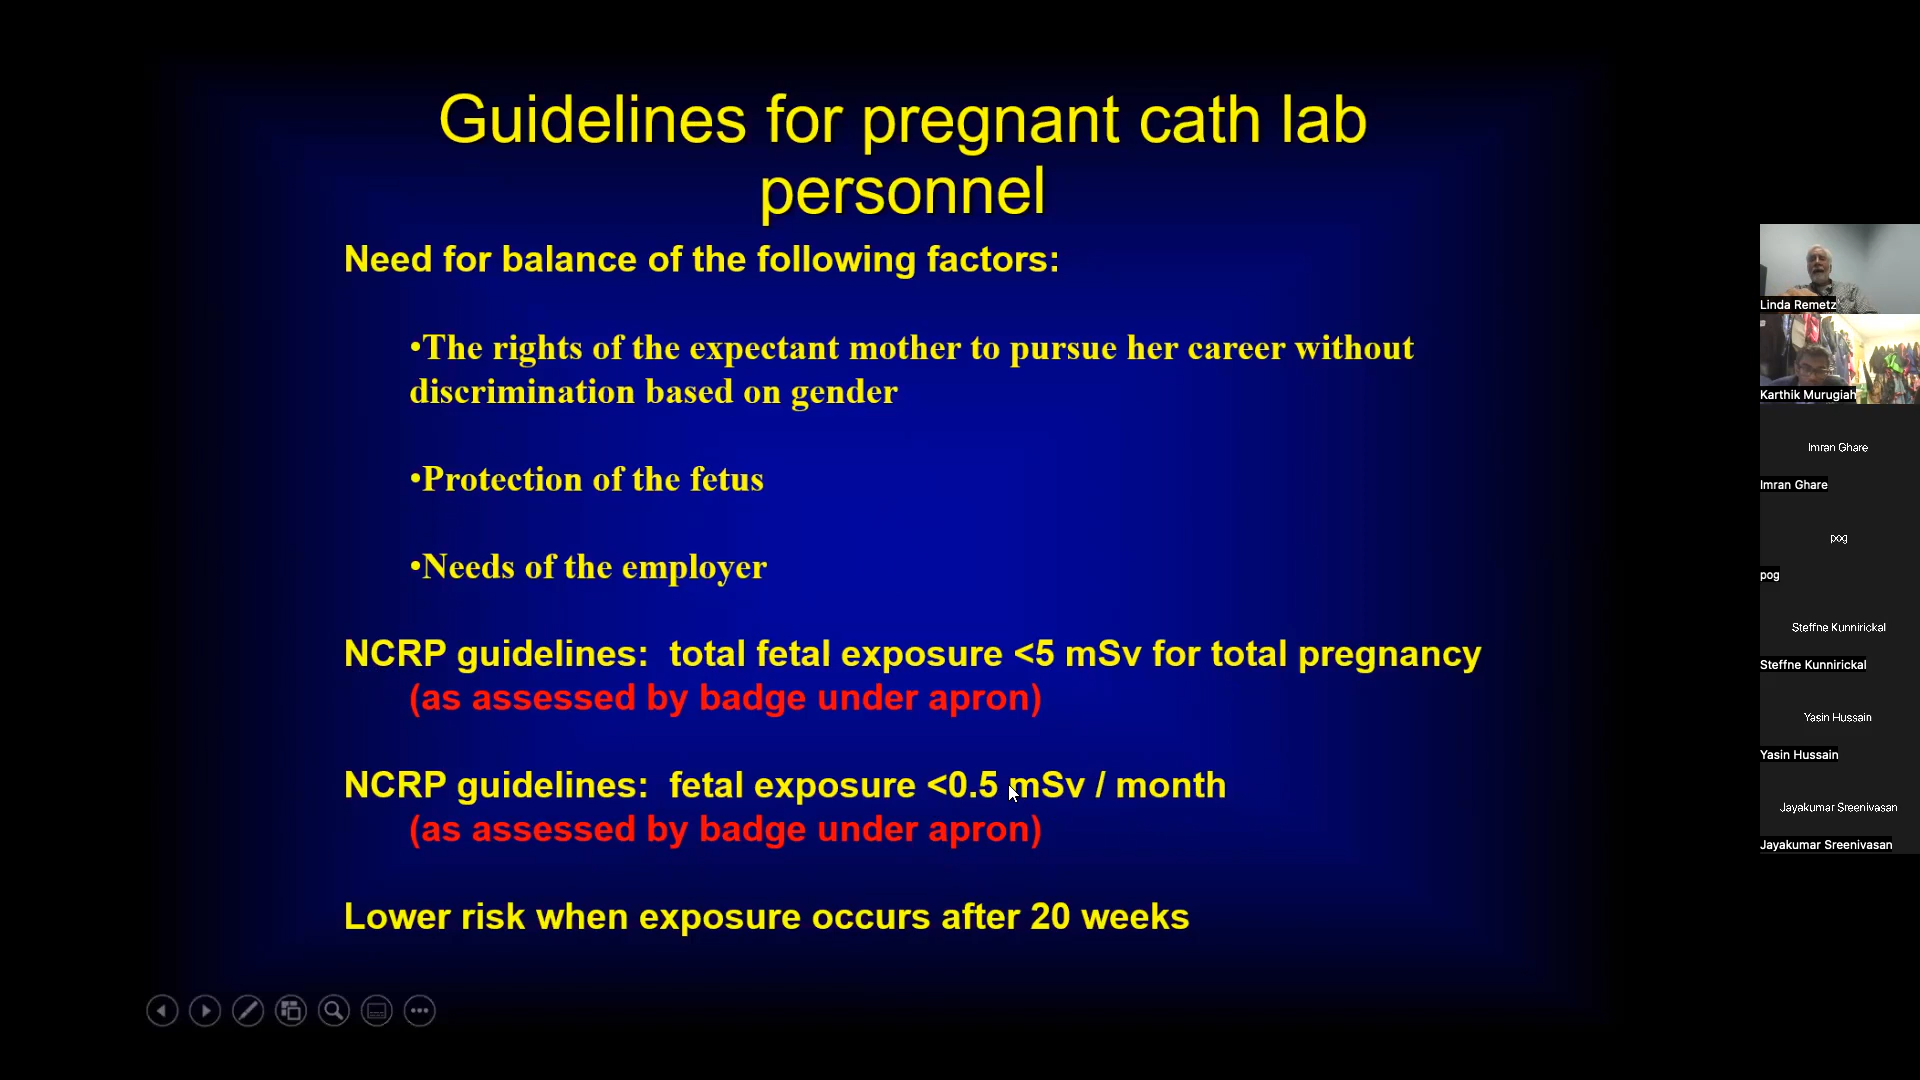 Guidelines for pregnant cath lab
personnel
Need for balance of the following factors:
•The rights of the expectant mother to pursue her career without
discrimination based on gender
•Protection of the fetus
•Needs of the employer
NCRP guidelines:  total fetal exposure <5 mSv for total pregnancy
(as assessed by badge under apron)
NCRP guidelines:  fetal exposure <0.5 mSv / month
(as assessed by badge under apron)
Lower risk when exposure occurs after 20 weeks
Linda Remetz
Karthik Murugiah
Imran Ghare
Imran Ghare
pog
pog
Steffne Kunnirickal
Steffne Kunnirickal
Yasin Hussain
Yasin Hussain
Jayakumar Sreenivasan
Jayakumar Sreenivasan